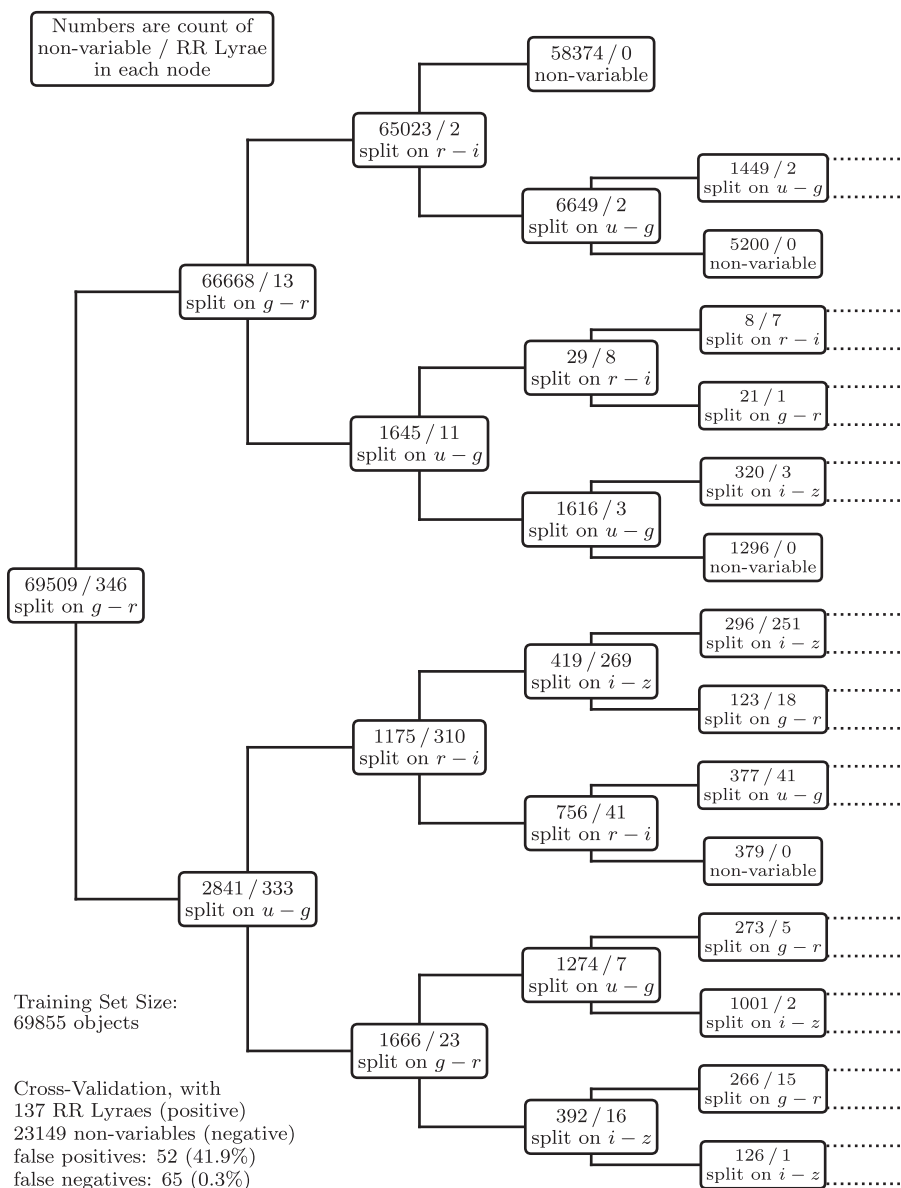 Numbers are count of
non-variable / RR Lyrae
in each node
58374 / 0
non-variable
65023 / 2
split on r − i
1449 / 2
split on u − g
6649 / 2
split on u − g
5200 / 0
non-variable
66668 / 13
split on g − r
8 / 7
split on r − i
29 / 8
split on r − i
21 / 1
split on g − r
1645 / 11
split on u − g
320 / 3
split on i − z
1616 / 3
split on u − g
1296 / 0
non-variable
69509 / 346
split on g − r
296 / 251
split on i − z
419 / 269
split on i − z
123 / 18
split on g − r
1175 / 310
split on r − i
377 / 41
split on u − g
756 / 41
split on r − i
379 / 0
non-variable
2841 / 333
split on u − g
273 / 5
split on g − r
1274 / 7
split on u − g
1001 / 2
split on i − z
1666 / 23
split on g − r
266 / 15
split on g − r
392 / 16
split on i − z
126 / 1
split on i − z
Training Set Size:
69855 objects
Cross-Validation, with
137 RR Lyraes (positive)
23149 non-variables (negative)
false positives: 52 (41.9%)
false negatives: 65 (0.3%)